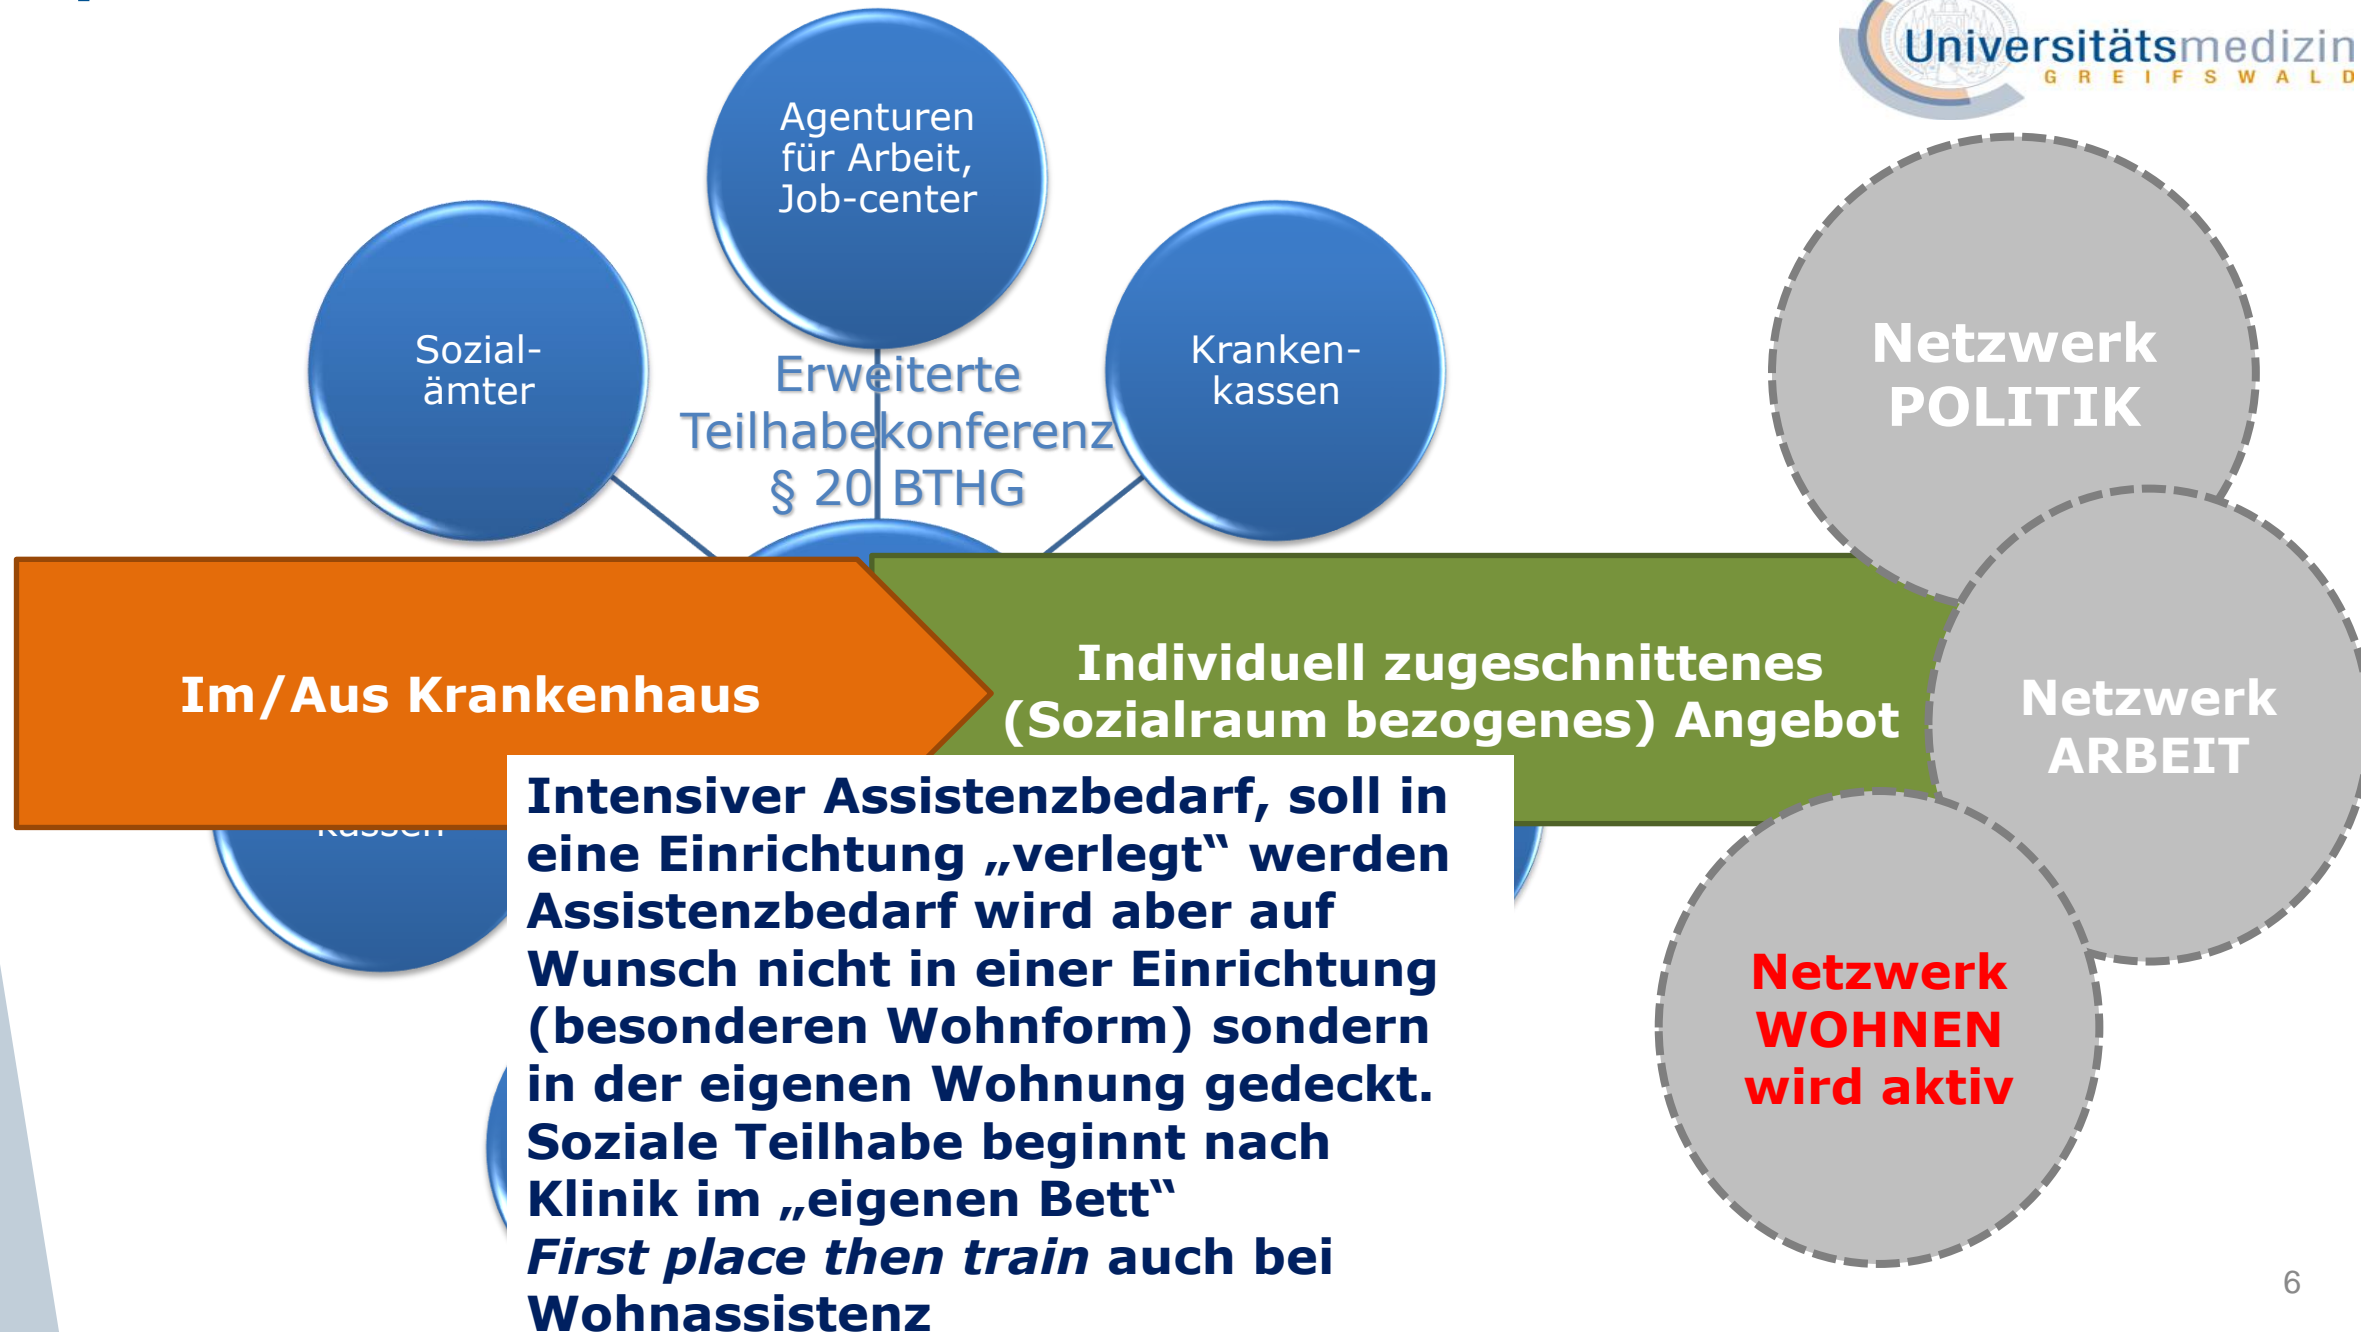 Universitätsmedizin
GREIFSWALD
Agenturen
für Arbeit,
Job-center
Sozial-
ämter
Kranken-
kassen
Erweiterte
Teilhabekonferenz
§ 20 BTHG
Netzwerk
POLITIK
Im/Aus Krankenhaus
Individuell zugeschnittenes
(Sozialraum bezogenes) Angebot
Netzwerk
ARBEIT
kassen
Intensiver Assistenzbedarf, soll in
eine Einrichtung „verlegt“ werden
Assistenzbedarf wird aber auf
Wunsch nicht in einer Einrichtung
(besonderen Wohnform) sondern
in der eigenen Wohnung gedeckt.
Soziale Teilhabe beginnt nach
Klinik im „eigenen Bett“
First place then train auch bei
Wohnassistenz
Netzwerk
WOHNEN
wird aktiv
6